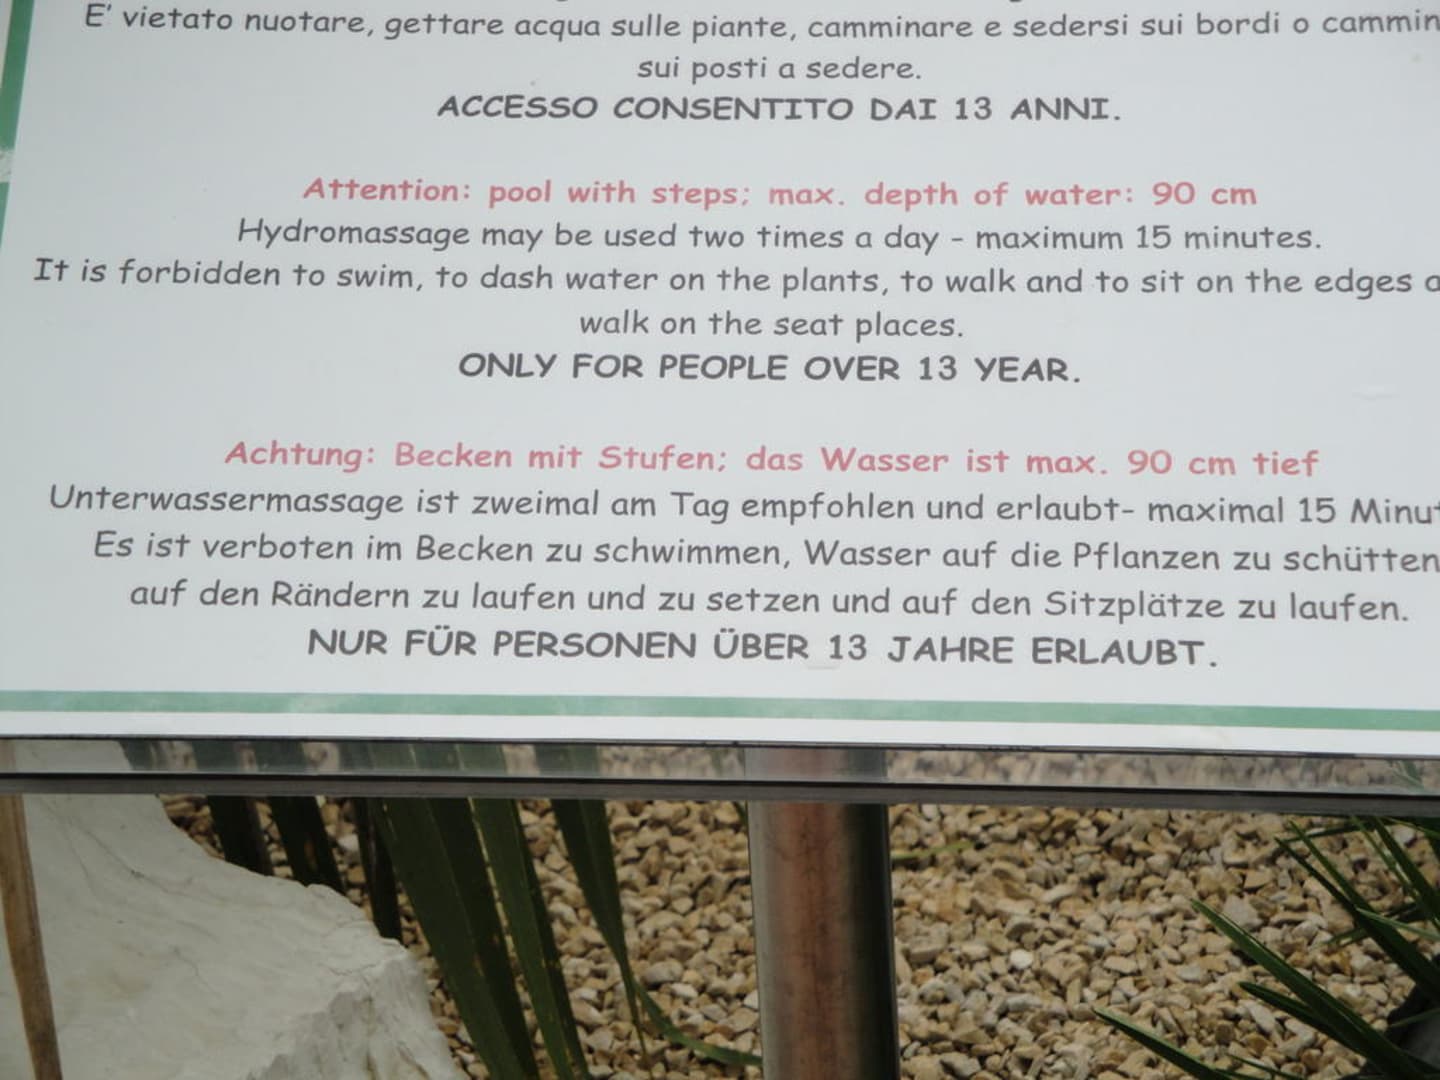 E' vietato nuotare, gettare acqua sulle piante, camminare e sedersi sui bordi o cammin
sui posti a sedere.
ACCESSO CONSENTITO DAI 13 ANNI.
Attention: pool with steps; max. depth of water: 90 cm
Hydromassage may be used two times a day - maximum 15 minutes.
It is forbidden to swim, to dash water on the plants, to walk and to sit on the edges a
walk on the seat places.
ONLY FOR PEOPLE OVER 13 YEAR.
Achtung: Becken mit Stufen; das Wasser ist max. 90 cm tief
Unterwassermassage ist zweimal am Tag empfohlen und erlaubt- maximal 15 Minut
Es ist verboten im Becken zu schwimmen, Wasser auf die Pflanzen zu schütten
auf den Rändern zu laufen und zu setzen und auf den Sitzplätze zu laufen.
NUR FÜR PERSONEN ÜBER 13 JAHRE ERLAUBT.